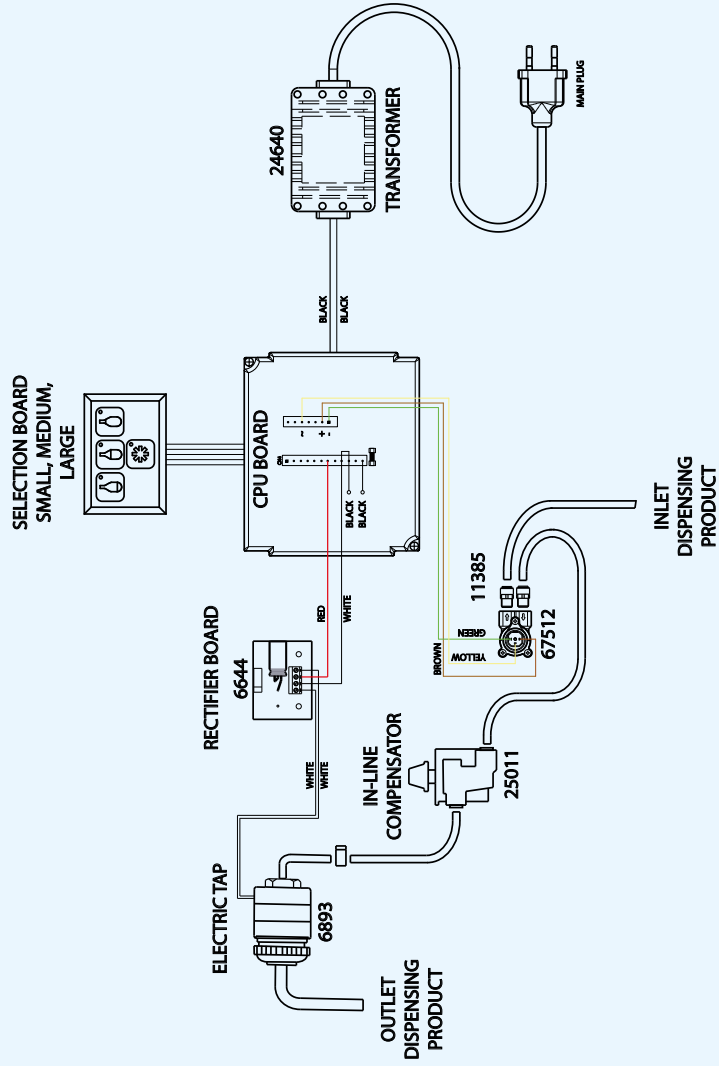 SELECTION BOARD
SMALL, MEDIUM,
LARGE
24640
TRANSFORMER
MAIN PLUG
BLACK
BLACK
CPU BOARD
ON
~
+
-
BLACK
BLACK
RED
WHITE
RECTIFIER BOARD
6644
WHITE
WHITE
GREEN
YELLOW
BROWN
11385
67512
INLET
DISPENSING
PRODUCT
IN-LINE
COMPENSATOR
25011
ELECTRIC TAP
6893
OUTLET
DISPENSING
PRODUCT